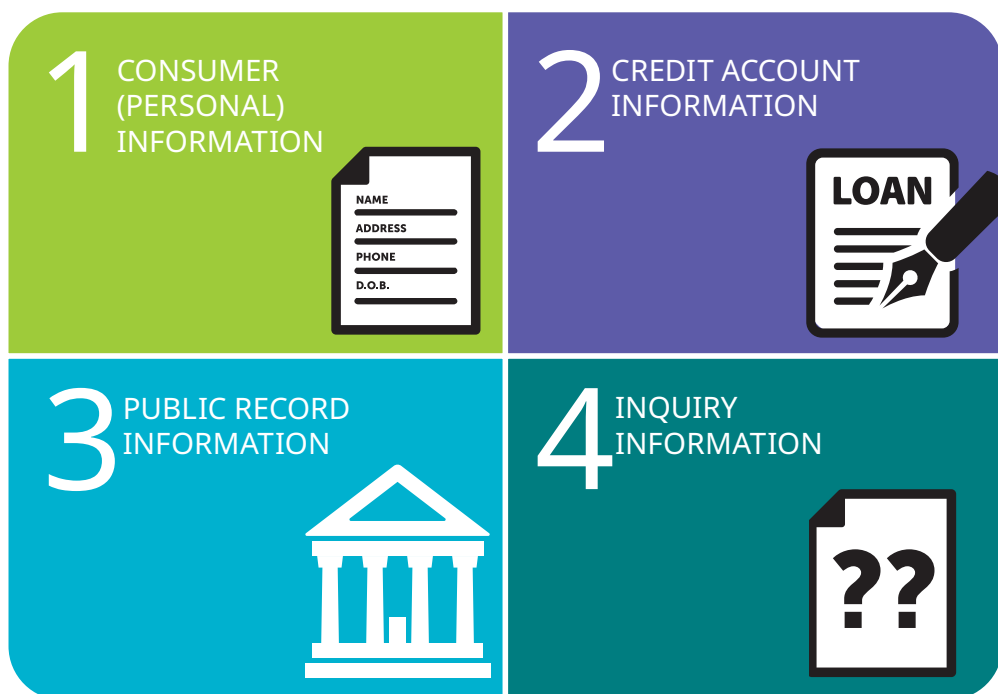 1
CONSUMER
(PERSONAL)
INFORMATION
NAME
ADDRESS
PHONE
D.O.B.
2
CREDIT ACCOUNT
INFORMATION
LOAN
3
PUBLIC RECORD
INFORMATION
4
INQUIRY
INFORMATION
??